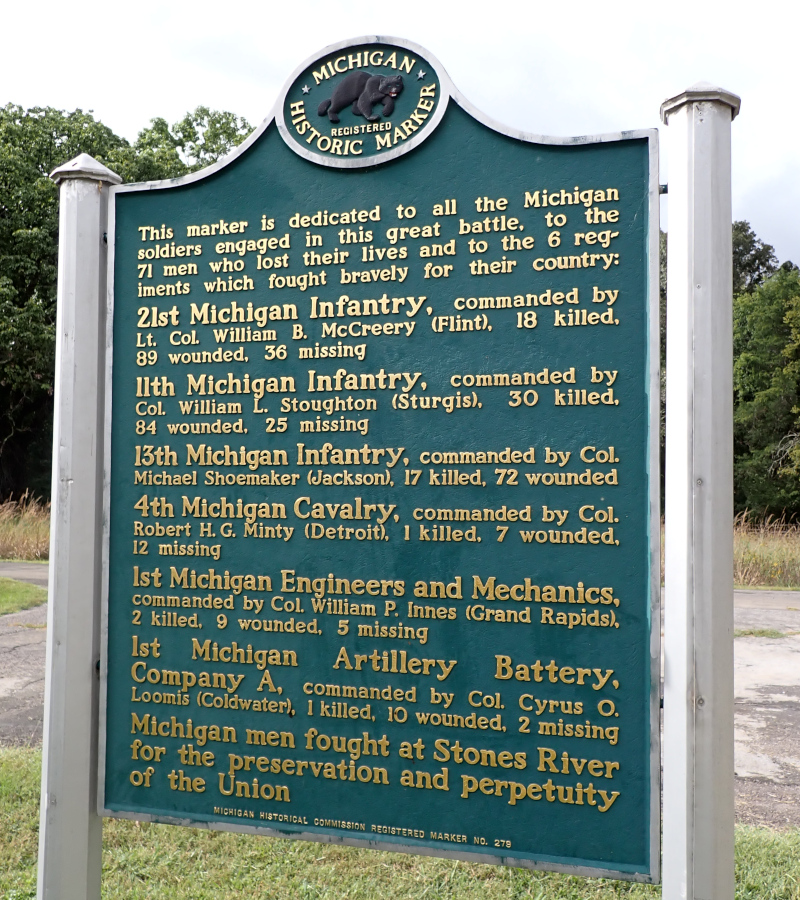 MICHIGAN
REGISTERED
HISTORIC MARKER
This marker is dedicated to all the Michigan
soldiers engaged in this great battle, to the
71 men who lost their lives and to the 6 reg-
iments which fought bravely for their country:
21st Michigan Infantry, commanded by
Lt. Col. William B. McCreery (Flint), 18 killed,
89 wounded, 36 missing
11th Michigan Infantry, commanded by
Col. William L. Stoughton (Sturgis), 30 killed,
84 wounded, 25 missing
13th Michigan Infantry, commanded by Col.
Michael Shoemaker (Jackson), 17 killed, 72 wounded
4th Michigan Cavalry, commanded by Col.
Robert H. G. Minty (Detroit), 1 killed, 7 wounded,
12 missing
1st Michigan Engineers and Mechanics,
commanded by Col. William P. Innes (Grand Rapids),
2 killed, 9 wounded, 5 missing
1st Michigan Artillery Battery,
Company A, commanded by Col. Cyrus O.
Loomis (Coldwater), 1 killed, 10 wounded, 2 missing
Michigan men fought at Stones River
for the preservation and perpetuity
of the Union
MICHIGAN HISTORICAL COMMISSION REGISTERED MARKER NO. 279